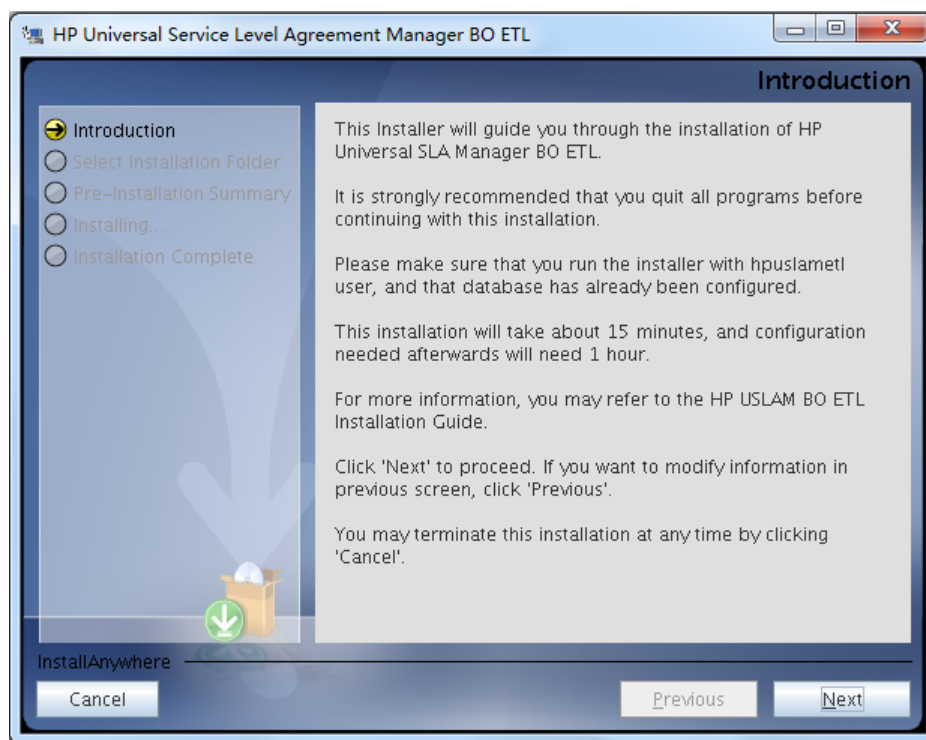 HP Universal Service Level Agreement Manager BO ETL
Introduction
Introduction
Select Installation Folder
Pre-Installation Summary
Installing...
Installation Complete
This Installer will guide you through the installation of HP
Universal SLA Manager BO ETL.
It is strongly recommended that you quit all programs before
continuing with this installation.
Please make sure that you run the installer with hpuslametl
user, and that database has already been configured.
This installation will take about 15 minutes, and configuration
needed afterwards will need 1 hour.
For more information, you may refer to the HP USLAM BO ETL
Installation Guide.
Click 'Next' to proceed. If you want to modify information in
previous screen, click 'Previous'.
You may terminate this installation at any time by clicking
'Cancel'.
InstallAnywhere
Cancel
Previous
Next